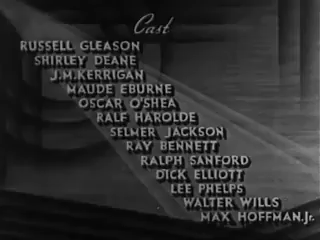 Cast
RUSSELL GLEASON
SHIRLEY DEANE
J.M.KERRIGAN
MAUDE EBURNE
OSCAR O'SHEA
RALF HAROLDE
SELMER JACKSON
RAY BENNETT
RALPH SANFORD
DICK ELLIOTT
LEE PHELPS
WALTER WILLS
MAX HOFFMAN,Jr.